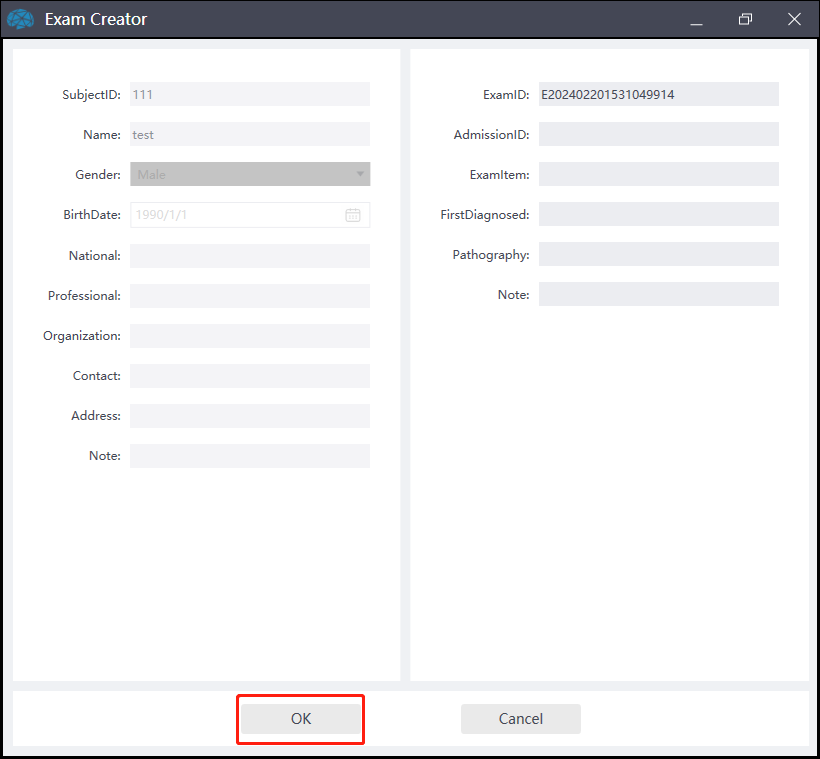 Exam Creator
SubjectID: 111
Name: test
Gender: Male
BirthDate: 1990/1/1
National:
Professional:
Organization:
Contact:
Address:
Note:
ExamID: E202402201531049914
AdmissionID:
ExamItem:
FirstDiagnosed:
Pathography:
Note:
OK
Cancel